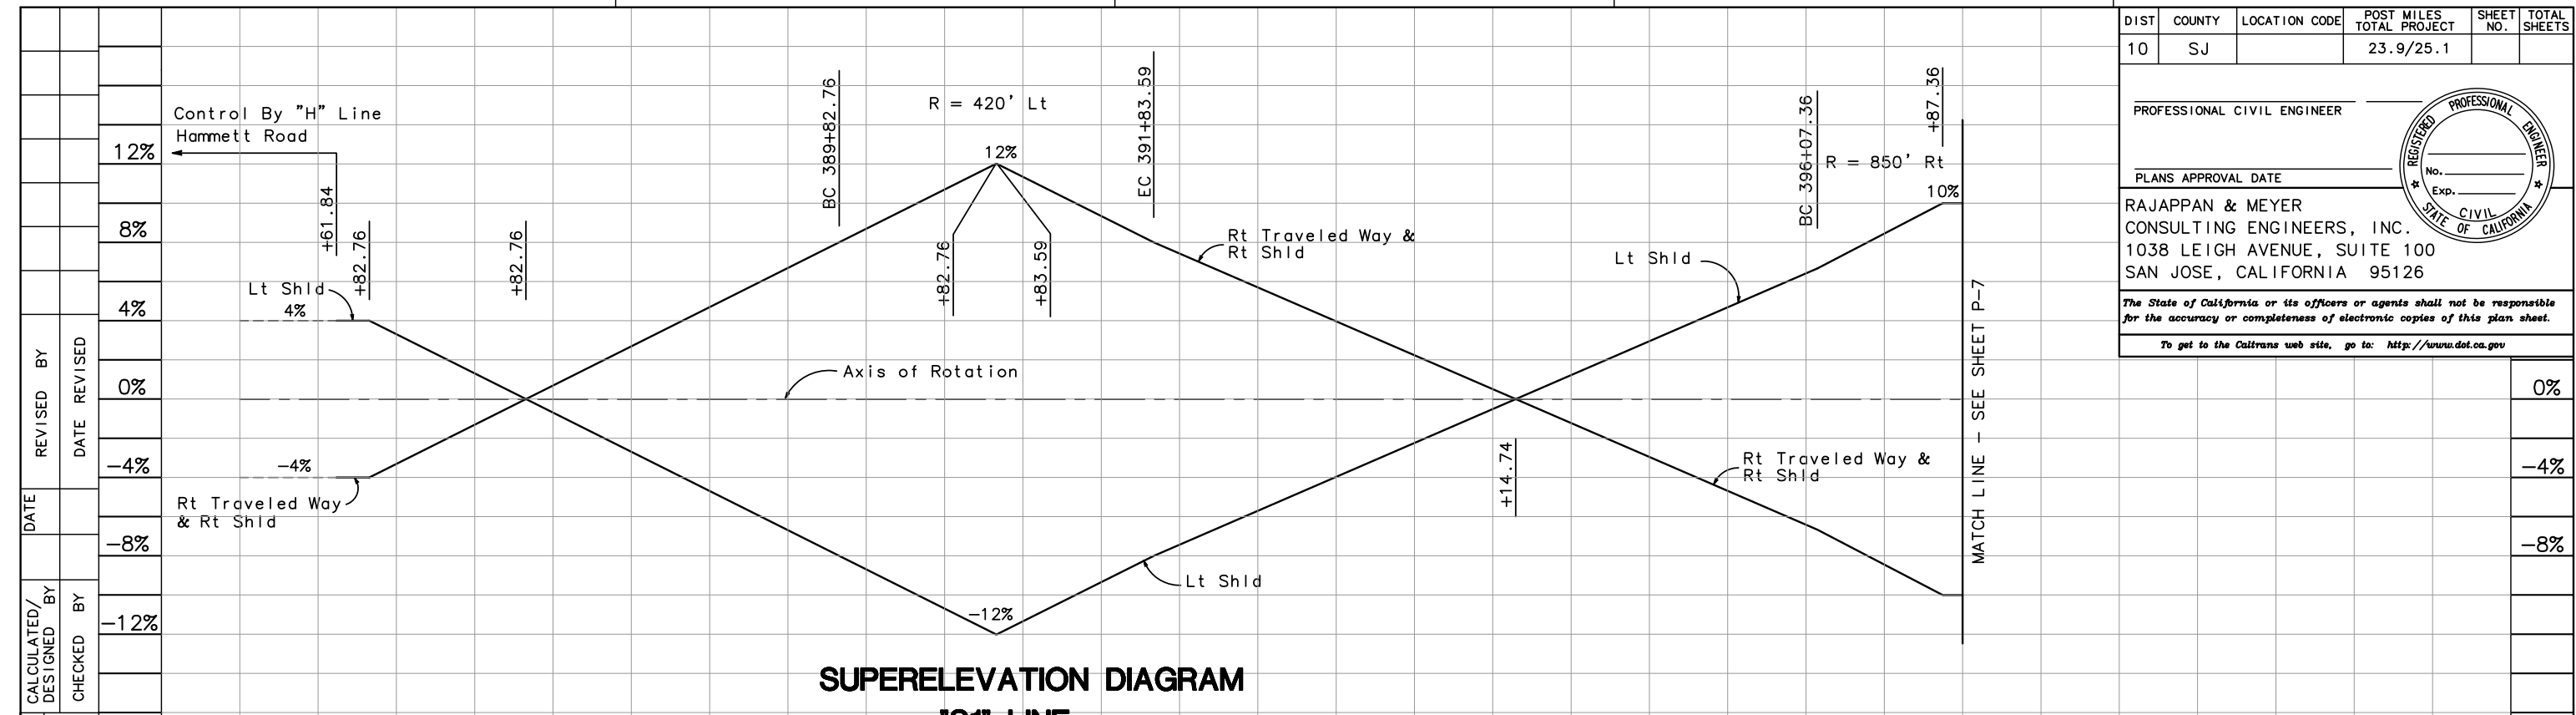 DIST COUNTY LOCATION CODE POST MILES TOTAL PROJECT SHEET NO. TOTAL SHEETS
10 SJ 23.9/25.1
PROFESSIONAL CIVIL ENGINEER
PLANS APPROVAL DATE
REGISTERED PROFESSIONAL ENGINEER
No.
Exp.
CIVIL
STATE OF CALIFORNIA
RAJAPPAN & MEYER
CONSULTING ENGINEERS, INC.
1038 LEIGH AVENUE, SUITE 100
SAN JOSE, CALIFORNIA 95126
The State of California or its officers or agents shall not be responsible
for the accuracy or completeness of electronic copies of this plan sheet.
To get to the Caltrans web site, go to: http://www.dot.ca.gov
Control By "H" Line
Hammett Road
+61.84
+82.76
+82.76
BC 389+82.76
R = 420' Lt
12%
+82.76
+83.59
EC 391+83.59
Rt Traveled Way &
Rt Shld
Lt Shld
BC 396+07.36
R = 850' Rt
+87.36
10%
Lt Shld
4%
Axis of Rotation
-4%
Rt Traveled Way
& Rt Shld
+14.74
Rt Traveled Way &
Rt Shld
-12%
Lt Shld
MATCH LINE - SEE SHEET P-7
12%
8%
4%
0%
-4%
-8%
-12%
0%
-4%
-8%
REVISED BY
DATE REVISED
DATE
CALCULATED/
DESIGNED BY
CHECKED BY
SUPERELEVATION DIAGRAM